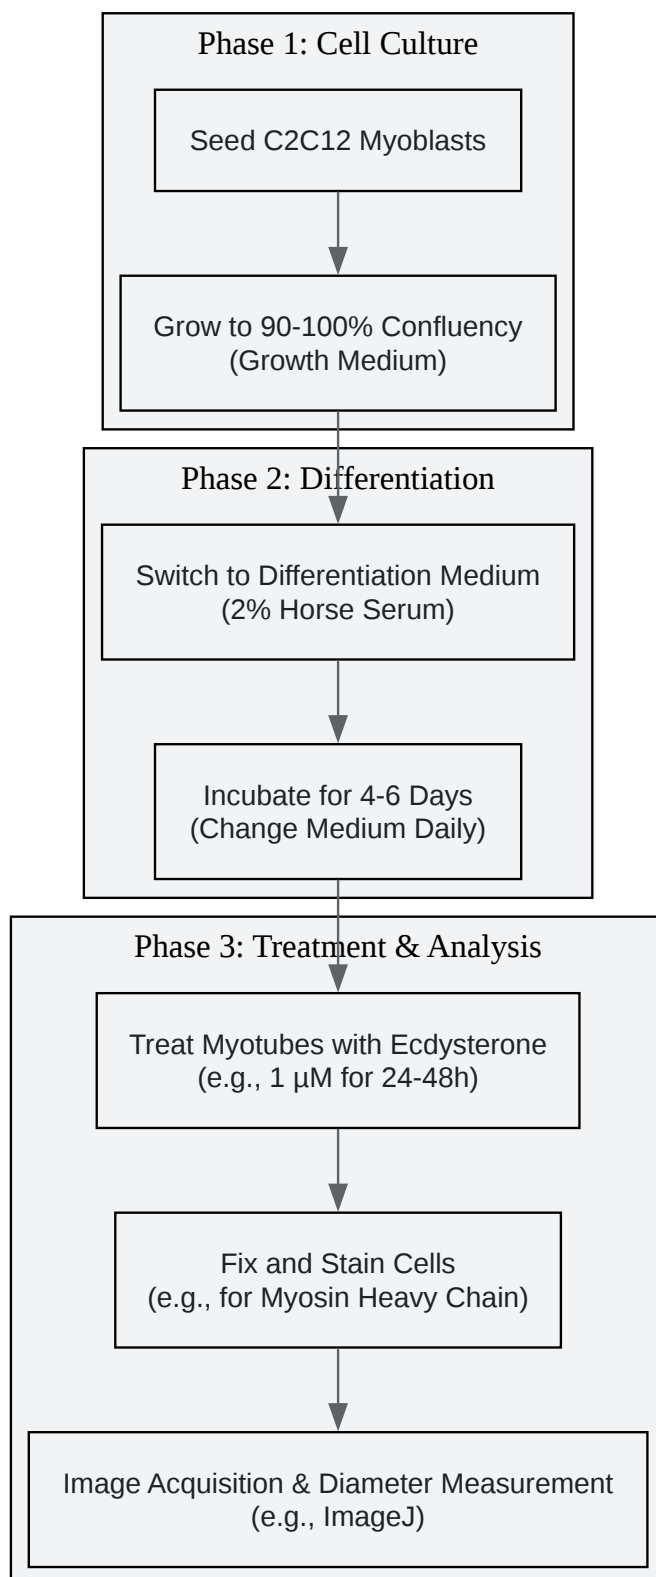 Phase 1: Cell Culture
Seed C2C12 Myoblasts
Grow to 90-100% Confluency
(Growth Medium)
Phase 2: Differentiation
Switch to Differentiation Medium
(2% Horse Serum)
Incubate for 4-6 Days
(Change Medium Daily)
Phase 3: Treatment & Analysis
Treat Myotubes with Ecdysterone
(e.g., 1 µM for 24-48h)
Fix and Stain Cells
(e.g., for Myosin Heavy Chain)
Image Acquisition & Diameter Measurement
(e.g., ImageJ)